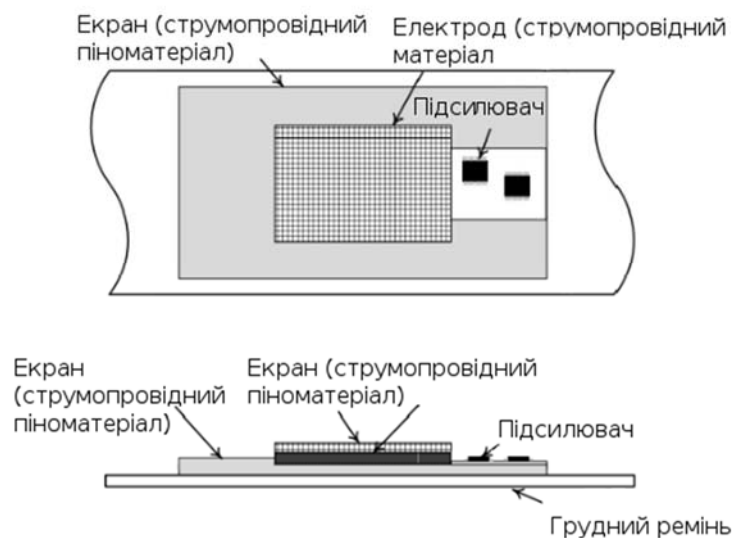 Екран (струмопровідний
піноматеріал)
Електрод (струмопровідний
матеріал
Підсилювач
Екран
(струмопровідний
піноматеріал)
Екран (струмопровідний
піноматеріал)
Підсилювач
Грудний ремінь